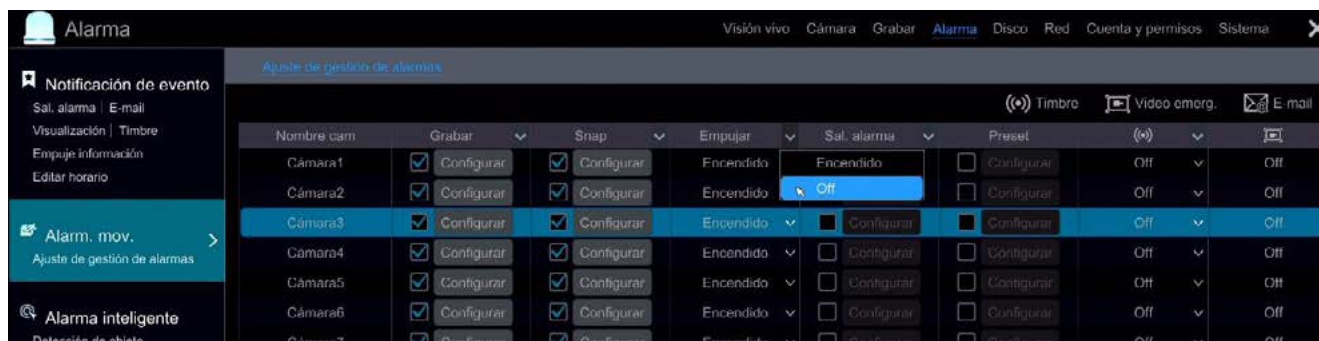 Alarma
Visión vivo Cámara Grabar Alarma Disco Red Cuenta y permisos Sistema
Notificación de evento
Sal. alarma | E-mail
Visualización | Timbre
Empuje información
Editar horario
Alarm. mov.
Ajuste de gestión de alarmas
Alarma inteligente
Detección de objeto
Ajuste de gestión de alarmas
Timbre Video emerg. E-mail
Nombre cam Grabar Snap Empujar Sal. alarma Preset
Cámara1 Configurar Configurar Encendido Encendido Configurar Off Off
Cámara2 Configurar Configurar Encendido Off Configurar Off Off
Cámara3 Configurar Configurar Encendido Configurar Configurar Off Off
Cámara4 Configurar Configurar Encendido Configurar Configurar Off Off
Cámara5 Configurar Configurar Encendido Configurar Configurar Off Off
Cámara6 Configurar Configurar Encendido Configurar Configurar Off Off